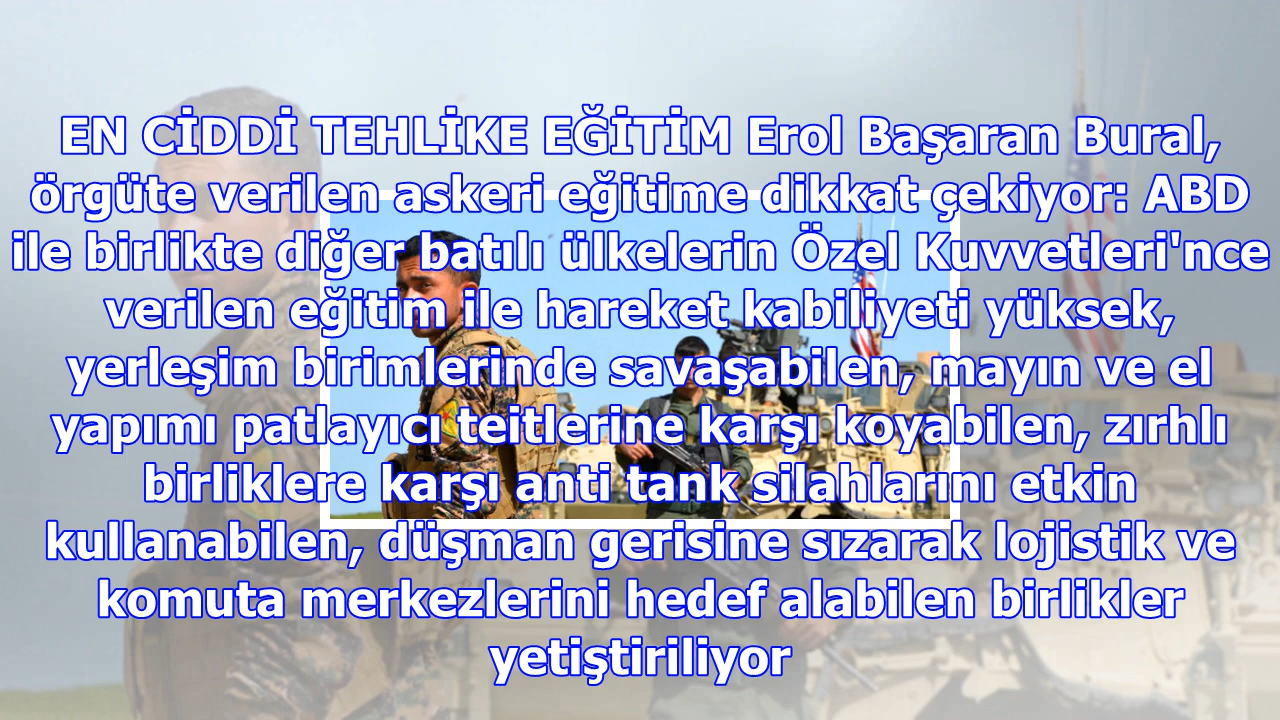 EN CİDDİ TEHLİKE EĞİTİM Erol Başaran Bural,
örgüte verilen askeri eğitime dikkat çekiyor: ABD
ile birlikte diğer batılı ülkelerin Özel Kuvvetleri'nce
verilen eğitim ile hareket kabiliyeti yüksek,
yerleşim birimlerinde savaşabilen, mayın ve el
yapımı patlayıcı teitlerine karşı koyabilen, zırhlı
birliklere karşı anti tank silahlarını etkin
kullanabilen, düşman gerisine sızarak lojistik ve
komuta merkezlerini hedef alabilen birlikler
yetiştiriliyor